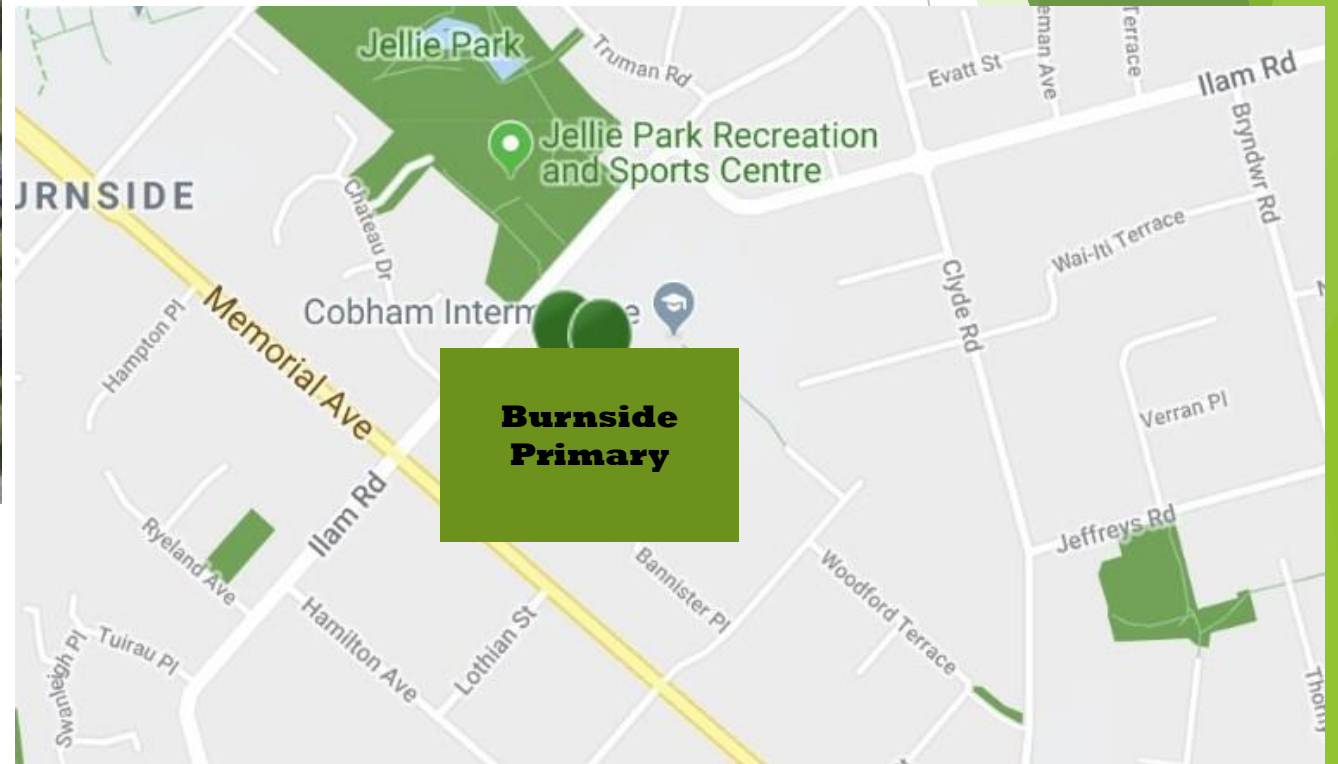 Jellie Park
Truman Rd
Evatt St
Terrace
Ilam Rd
Jellie Park Recreation
and Sports Centre
Bryndwr Rd
Chateau Dr
Wai-Iti Terrace
Clyde Rd
Hampton Pl
Memorial Ave
Cobham
Burnside
Primary
Verran Pl
Ilam Rd
Jeffreys Rd
Ryeland Ave
Bannister Pl
Woodford Terrace
Hamilton Ave
Lothian St
Tuirau Pl
Swanleigh Pl